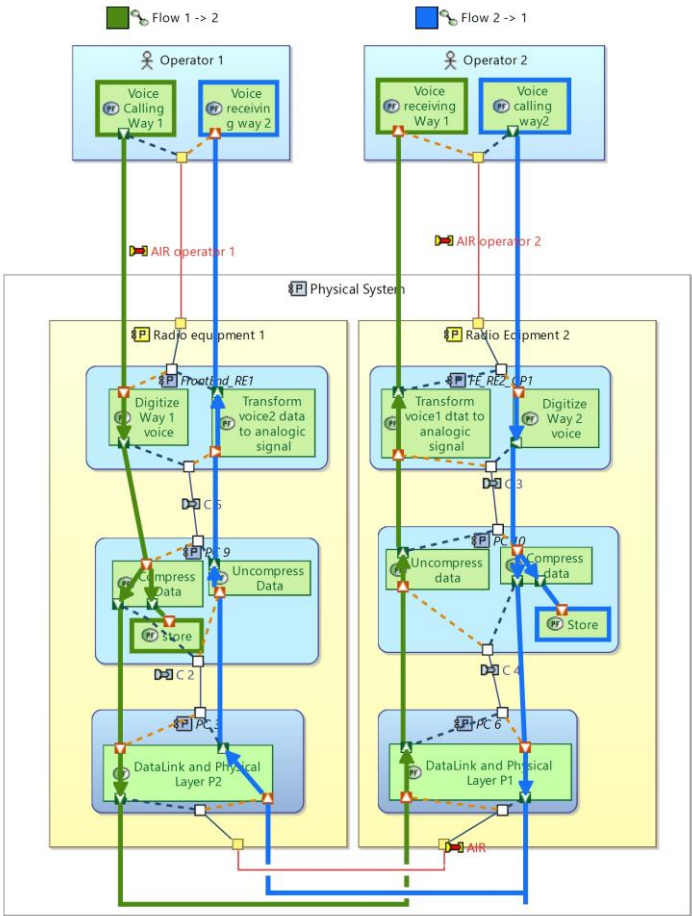 Flow 1 -> 2
Flow 2 -> 1
Operator 1
Operator 2
Voice
Calling
Way 1
Voice
receivin
g way 2
Voice
receiving
Way 1
Voice
calling
way2
AIR operator 1
AIR operator 2
Physical System
Radio equipment 1
Radio Edipment 2
FrontEnd_RE1
FE_RE2_OP1
Digitize
Way 1
voice
Transform
voice2 data
to analogic
signal
Transform
voice1 dtat to
analogic
signal
Digitize
Way 2
voice
C 5
C 3
PC 9
PC 10
Compress
Data
Uncompress
Data
Uncompress
data
Compress
data
Store
Store
C 2
C 4
PC 3
PC 6
DataLink and Physical
Layer P2
DataLink and Physical
Layer P1
AIR